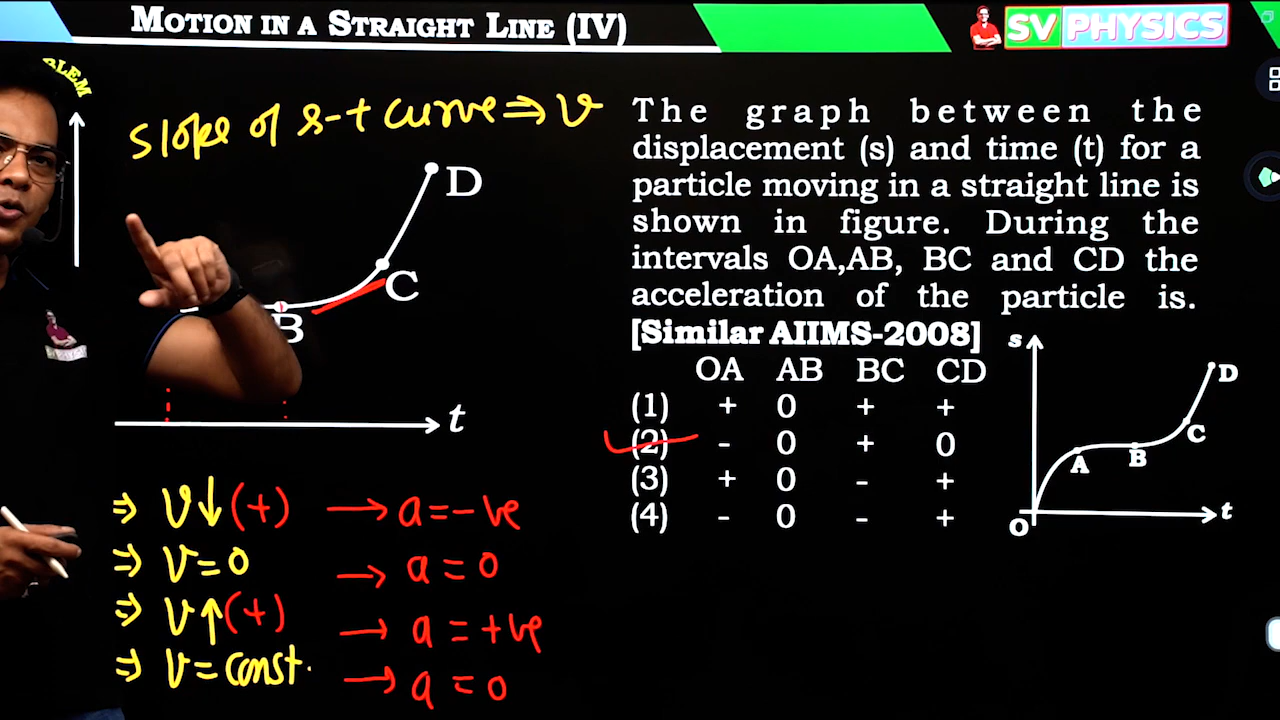 MOTION IN A STRAIGHT LINE (IV)
SV PHYSICS
slope of s-t curve ⇒ v
D
C
B
t
⇒ v↓ (+) → a = -ve
⇒ v = 0 → a = 0
⇒ v↑ (+) → a = +ve
⇒ v = const. → a = 0
The graph between the
displacement (s) and time (t) for a
particle moving in a straight line is
shown in figure. During the
intervals OA,AB, BC and CD the
acceleration of the particle is.
[Similar AIIMS-2008]
OA AB BC CD
(1) + 0 + +
(2) - 0 + 0
(3) + 0 - +
(4) - 0 - +
s
D
C
A
B
O
t